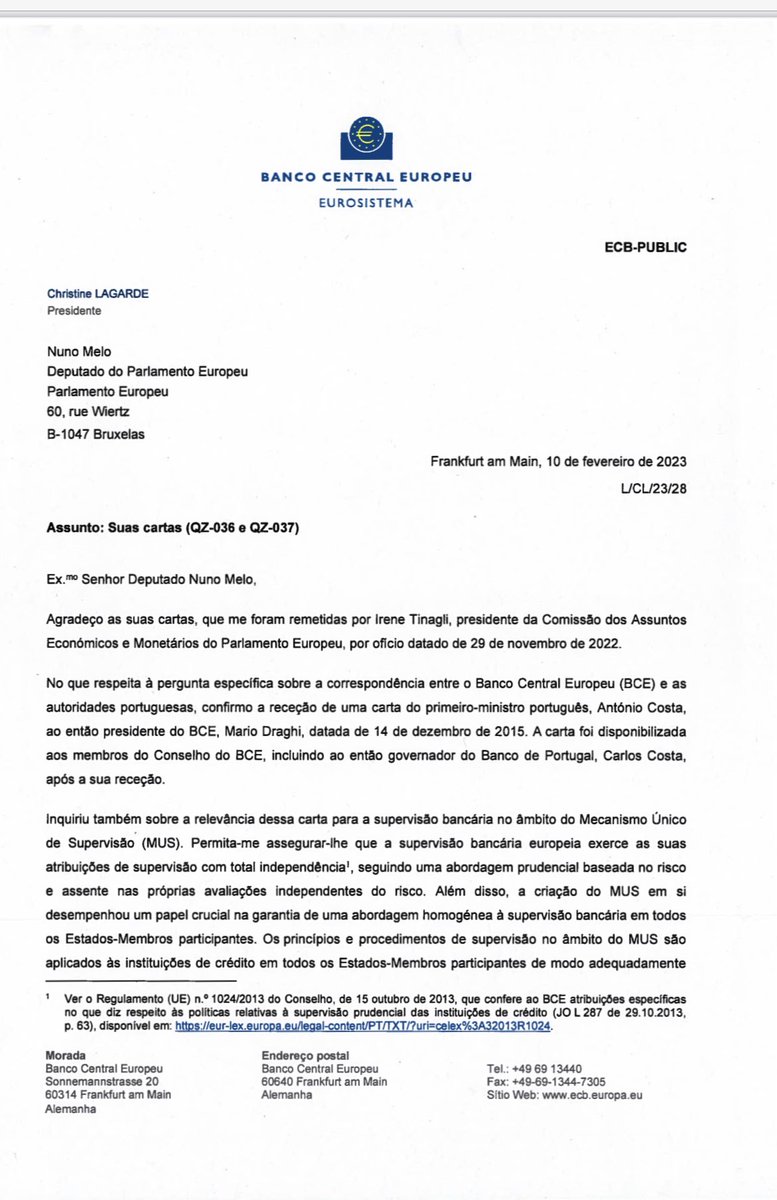 BANCO CENTRAL EUROPEU
EUROSISTEMA
ECB-PUBLIC
Christine LAGARDE
Presidente
Nuno Melo
Deputado do Parlamento Europeu
Parlamento Europeu
60, rue Wiertz
B-1047 Bruxelas
Frankfurt am Main, 10 de fevereiro de 2023
L/CL/23/28
Assunto: Suas cartas (QZ-036 e QZ-037)
Ex.mo Senhor Deputado Nuno Melo,
Agradeço as suas cartas, que me foram remetidas por Irene Tinagli, presidente da Comissão dos Assuntos
Económicos e Monetários do Parlamento Europeu, por ofício datado de 29 de novembro de 2022.
No que respeita à pergunta específica sobre a correspondência entre o Banco Central Europeu (BCE) e as
autoridades portuguesas, confirmo a receção de uma carta do primeiro-ministro português, António Costa,
ao então presidente do BCE, Mario Draghi, datada de 14 de dezembro de 2015. A carta foi disponibilizada
aos membros do Conselho do BCE, incluindo ao então governador do Banco de Portugal, Carlos Costa,
após a sua receção.
Inquiriu também sobre a relevância dessa carta para a supervisão bancária no âmbito do Mecanismo Único
de Supervisão (MUS). Permita-me assegurar-lhe que a supervisão bancária europeia exerce as suas
atribuições de supervisão com total independência¹, seguindo uma abordagem prudencial baseada no risco
e assente nas próprias avaliações independentes do risco. Além disso, a criação do MUS em si
desempenhou um papel crucial na garantia de uma abordagem homogénea à supervisão bancária em todos
os Estados-Membros participantes. Os princípios e procedimentos de supervisão no âmbito do MUS são
aplicados às instituições de crédito em todos os Estados-Membros participantes de modo adequadamente
¹ Ver o Regulamento (UE) n.º 1024/2013 do Conselho, de 15 outubro de 2013, que confere ao BCE atribuições específicas
no que diz respeito às políticas relativas à supervisão prudencial das instituições de crédito (JO L 287 de 29.10.2013,
p. 63), disponível em: https://eur-lex.europa.eu/legal-content/PT/TXT/?uri=celex%3A32013R1024.
Morada
Banco Central Europeu
Sonnemannstrasse 20
60314 Frankfurt am Main
Alemanha
Endereço postal
Banco Central Europeu
60640 Frankfurt am Main
Alemanha
Tel.: +49 69 13440
Fax: +49-69-1344-7305
Sítio Web: www.ecb.europa.eu